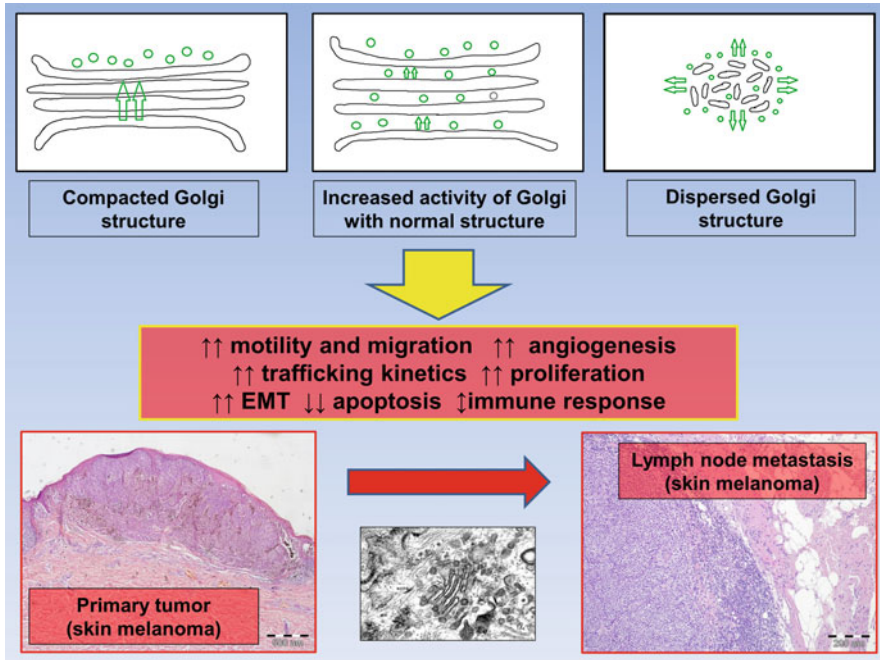 Compacted Golgi
structure
Increased activity of Golgi
with normal structure
Dispersed Golgi
structure
↑↑ motility and migration ↑↑ angiogenesis
↑↑ trafficking kinetics ↑↑ proliferation
↑↑ EMT ↓↓ apoptosis ↕immune response
Primary tumor
(skin melanoma)
Lymph node metastasis
(skin melanoma)